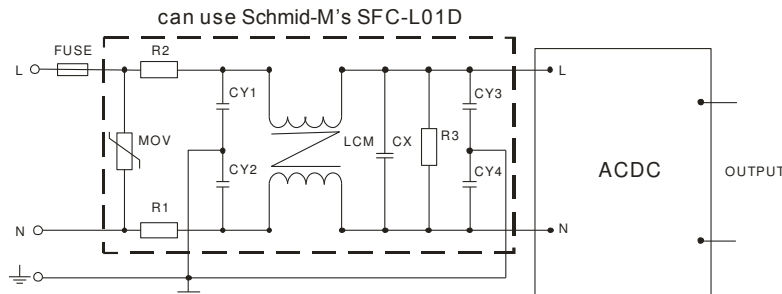 can use Schmid-M's SFC-L01D
FUSE
R2
L
L
CY1
CY3
MOV
LCM
CX
R3
ACDC
OUTPUT
CY2
CY4
R1
N
N